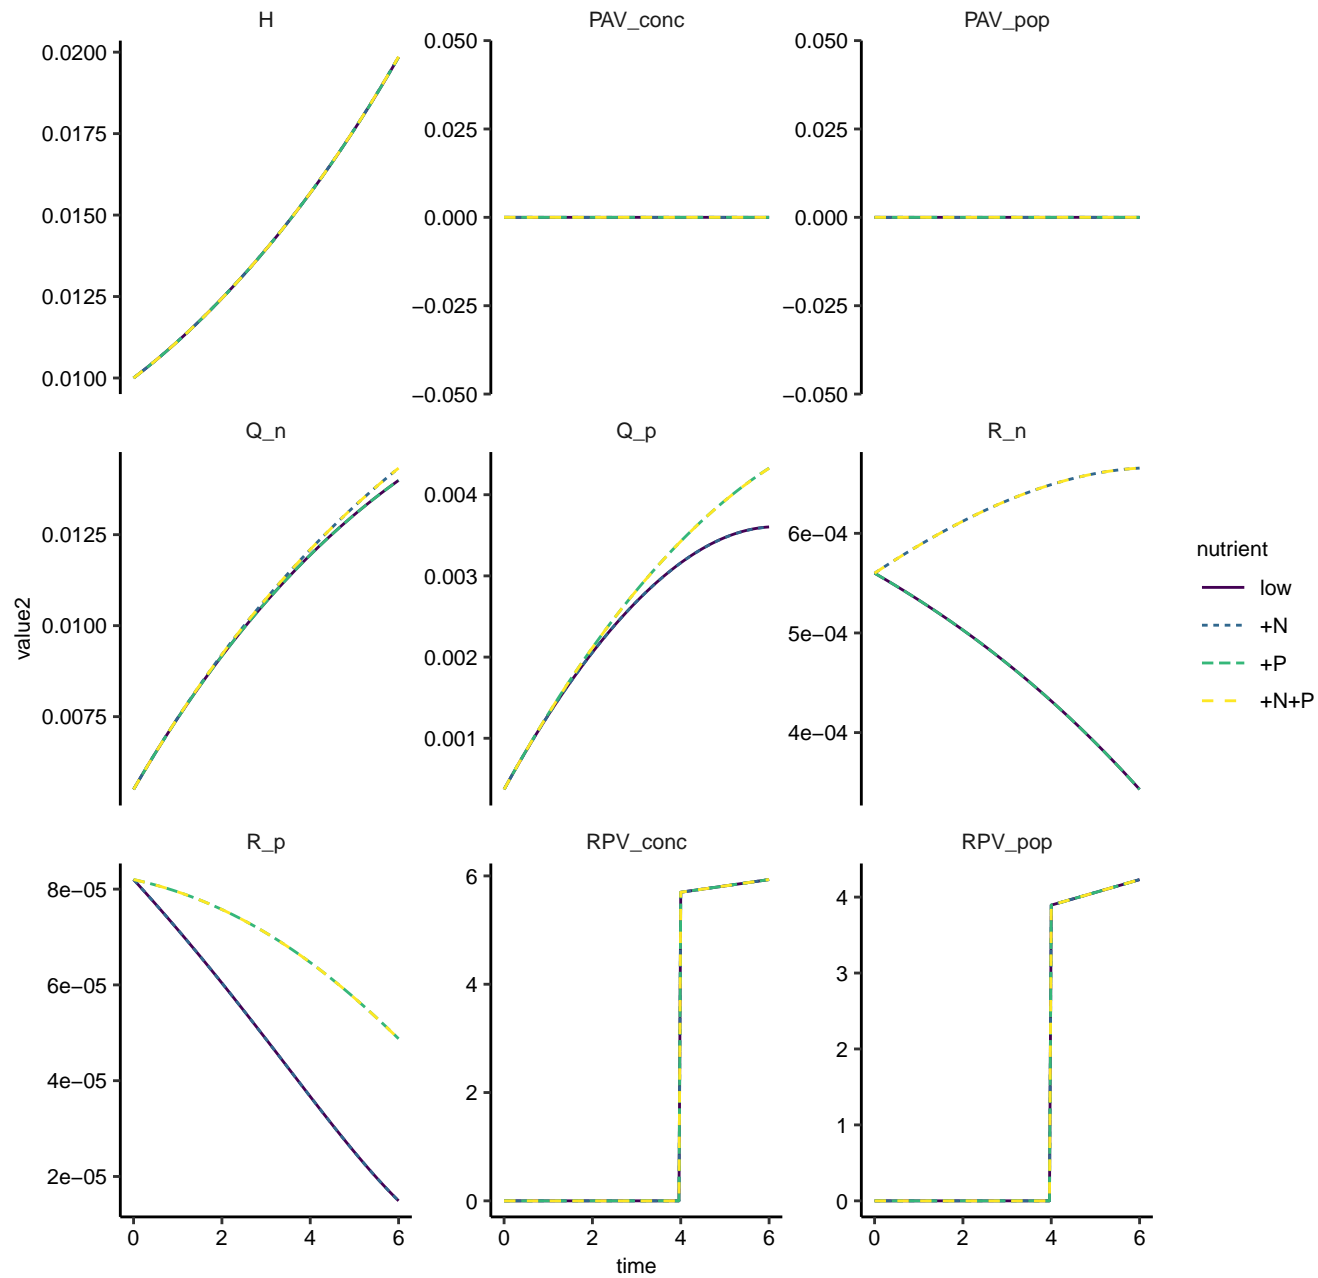 H
PAV_conc
PAV_pop
0.0200
0.0175
0.0150
0.0125
0.0100
0.050
0.025
0.000
−0.025
−0.050
0.050
0.025
0.000
−0.025
−0.050
Q_n
Q_p
R_n
0.0125
0.0100
0.0075
0.004
0.003
0.002
0.001
6e−04
5e−04
4e−04
R_p
RPV_conc
RPV_pop
8e−05
6e−05
4e−05
2e−05
6
4
2
0
4
3
2
1
0
0 2 4 6
0 2 4 6
0 2 4 6
time
value2
nutrient
low
+N
+P
+N+P